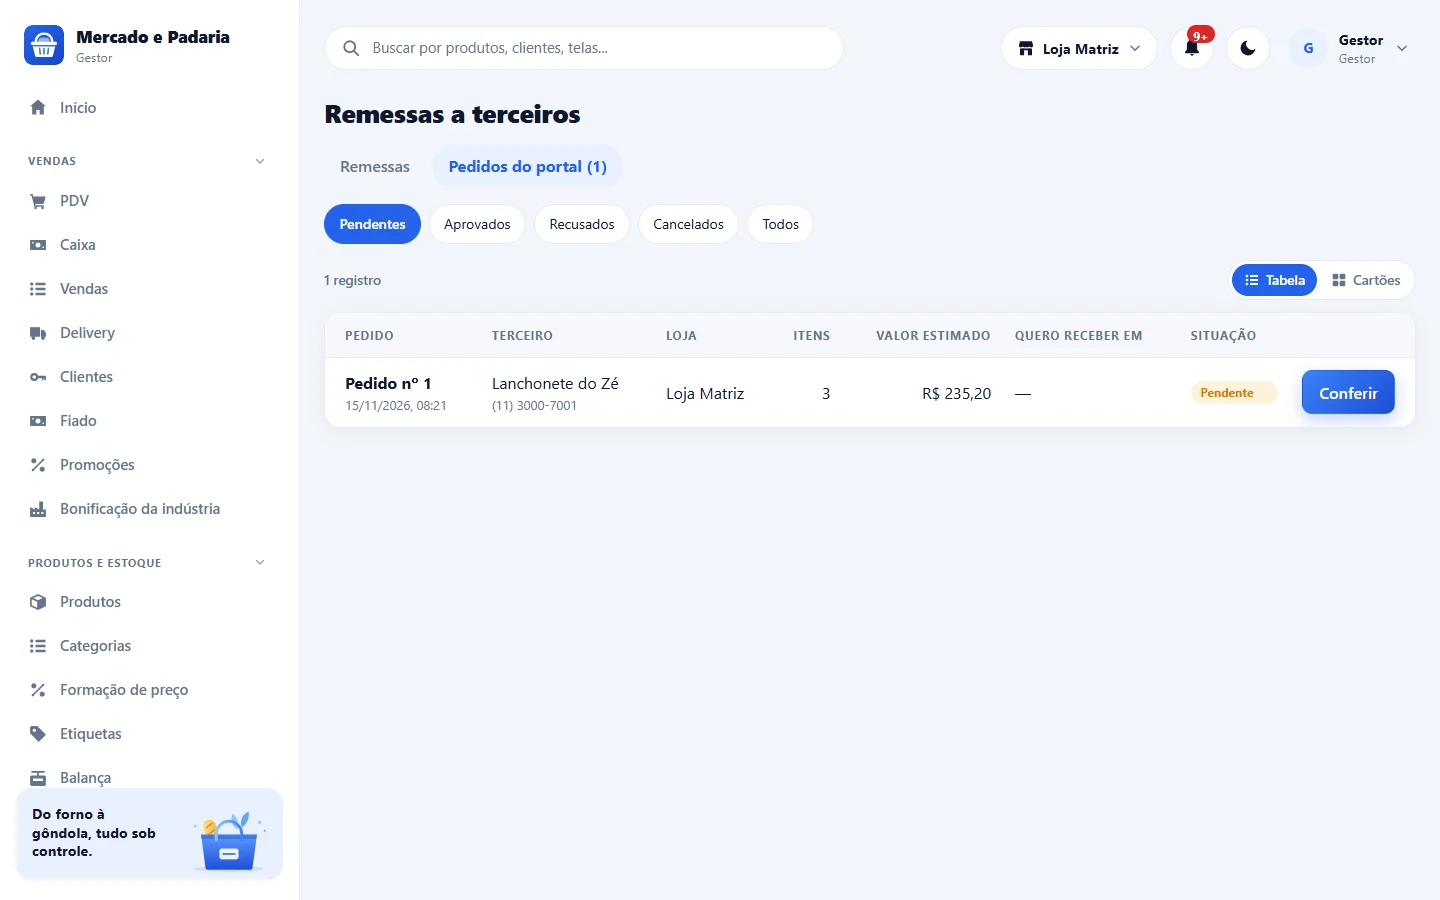 Mercado e Padaria
Gestor
Início
VENDAS
PDV
Caixa
Vendas
Delivery
Clientes
Fiado
Promoções
Bonificação da indústria
PRODUTOS E ESTOQUE
Produtos
Categorias
Formação de preço
Etiquetas
Balança
Do forno à
gôndola, tudo sob
controle.
Buscar por produtos, clientes, telas...
Loja Matriz
9+
G
Gestor
Gestor
Remessas a terceiros
Remessas
Pedidos do portal (1)
Pendentes
Aprovados
Recusados
Cancelados
Todos
1 registro
Tabela
Cartões
PEDIDO TERCEIRO LOJA ITENS VALOR ESTIMADO QUERO RECEBER EM SITUAÇÃO
Pedido nº 1 Lanchonete do Zé Loja Matriz 3 R$ 235,20 — Pendente Conferir
15/11/2026, 08:21 (11) 3000-7001